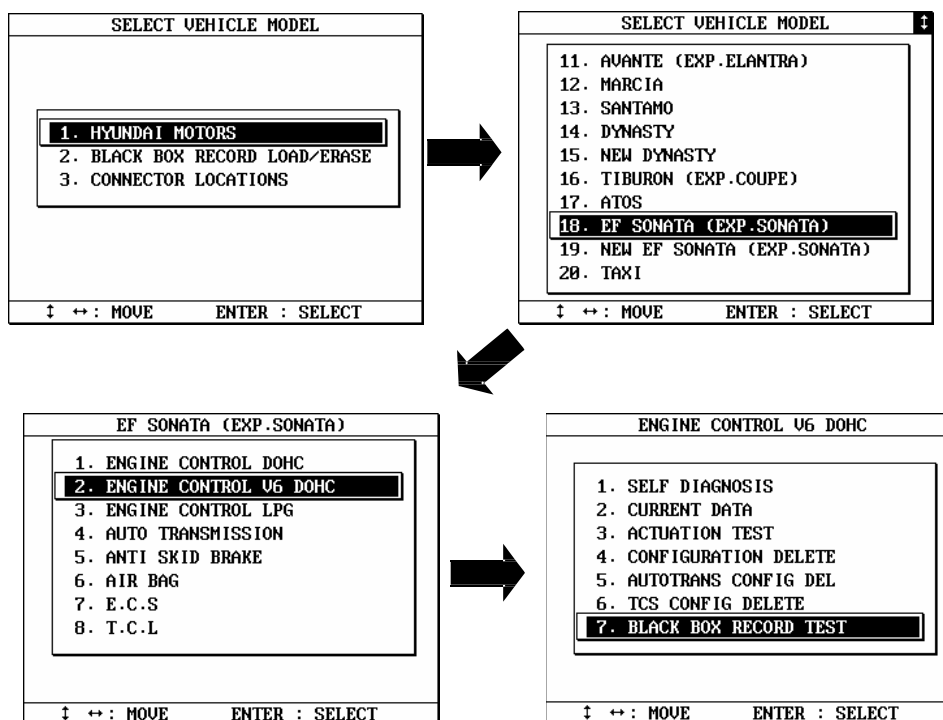 SELECT VEHICLE MODEL
1. HYUNDAI MOTORS
2. BLACK BOX RECORD LOAD/ERASE
3. CONNECTOR LOCATIONS
↕ ↔: MOVE ENTER : SELECT
SELECT VEHICLE MODEL ↕
11. AVANTE (EXP.ELANTRA)
12. MARCIA
13. SANTAMO
14. DYNASTY
15. NEW DYNASTY
16. TIBURON (EXP.COUPE)
17. ATOS
18. EF SONATA (EXP.SONATA)
19. NEW EF SONATA (EXP.SONATA)
20. TAXI
↕ ↔: MOVE ENTER : SELECT
EF SONATA (EXP.SONATA)
1. ENGINE CONTROL DOHC
2. ENGINE CONTROL V6 DOHC
3. ENGINE CONTROL LPG
4. AUTO TRANSMISSION
5. ANTI SKID BRAKE
6. AIR BAG
7. E.C.S
8. T.C.L
↕ ↔: MOVE ENTER : SELECT
ENGINE CONTROL V6 DOHC
1. SELF DIAGNOSIS
2. CURRENT DATA
3. ACTUATION TEST
4. CONFIGURATION DELETE
5. AUTOTRANS CONFIG DEL
6. TCS CONFIG DELETE
7. BLACK BOX RECORD TEST
↕ ↔: MOVE ENTER : SELECT